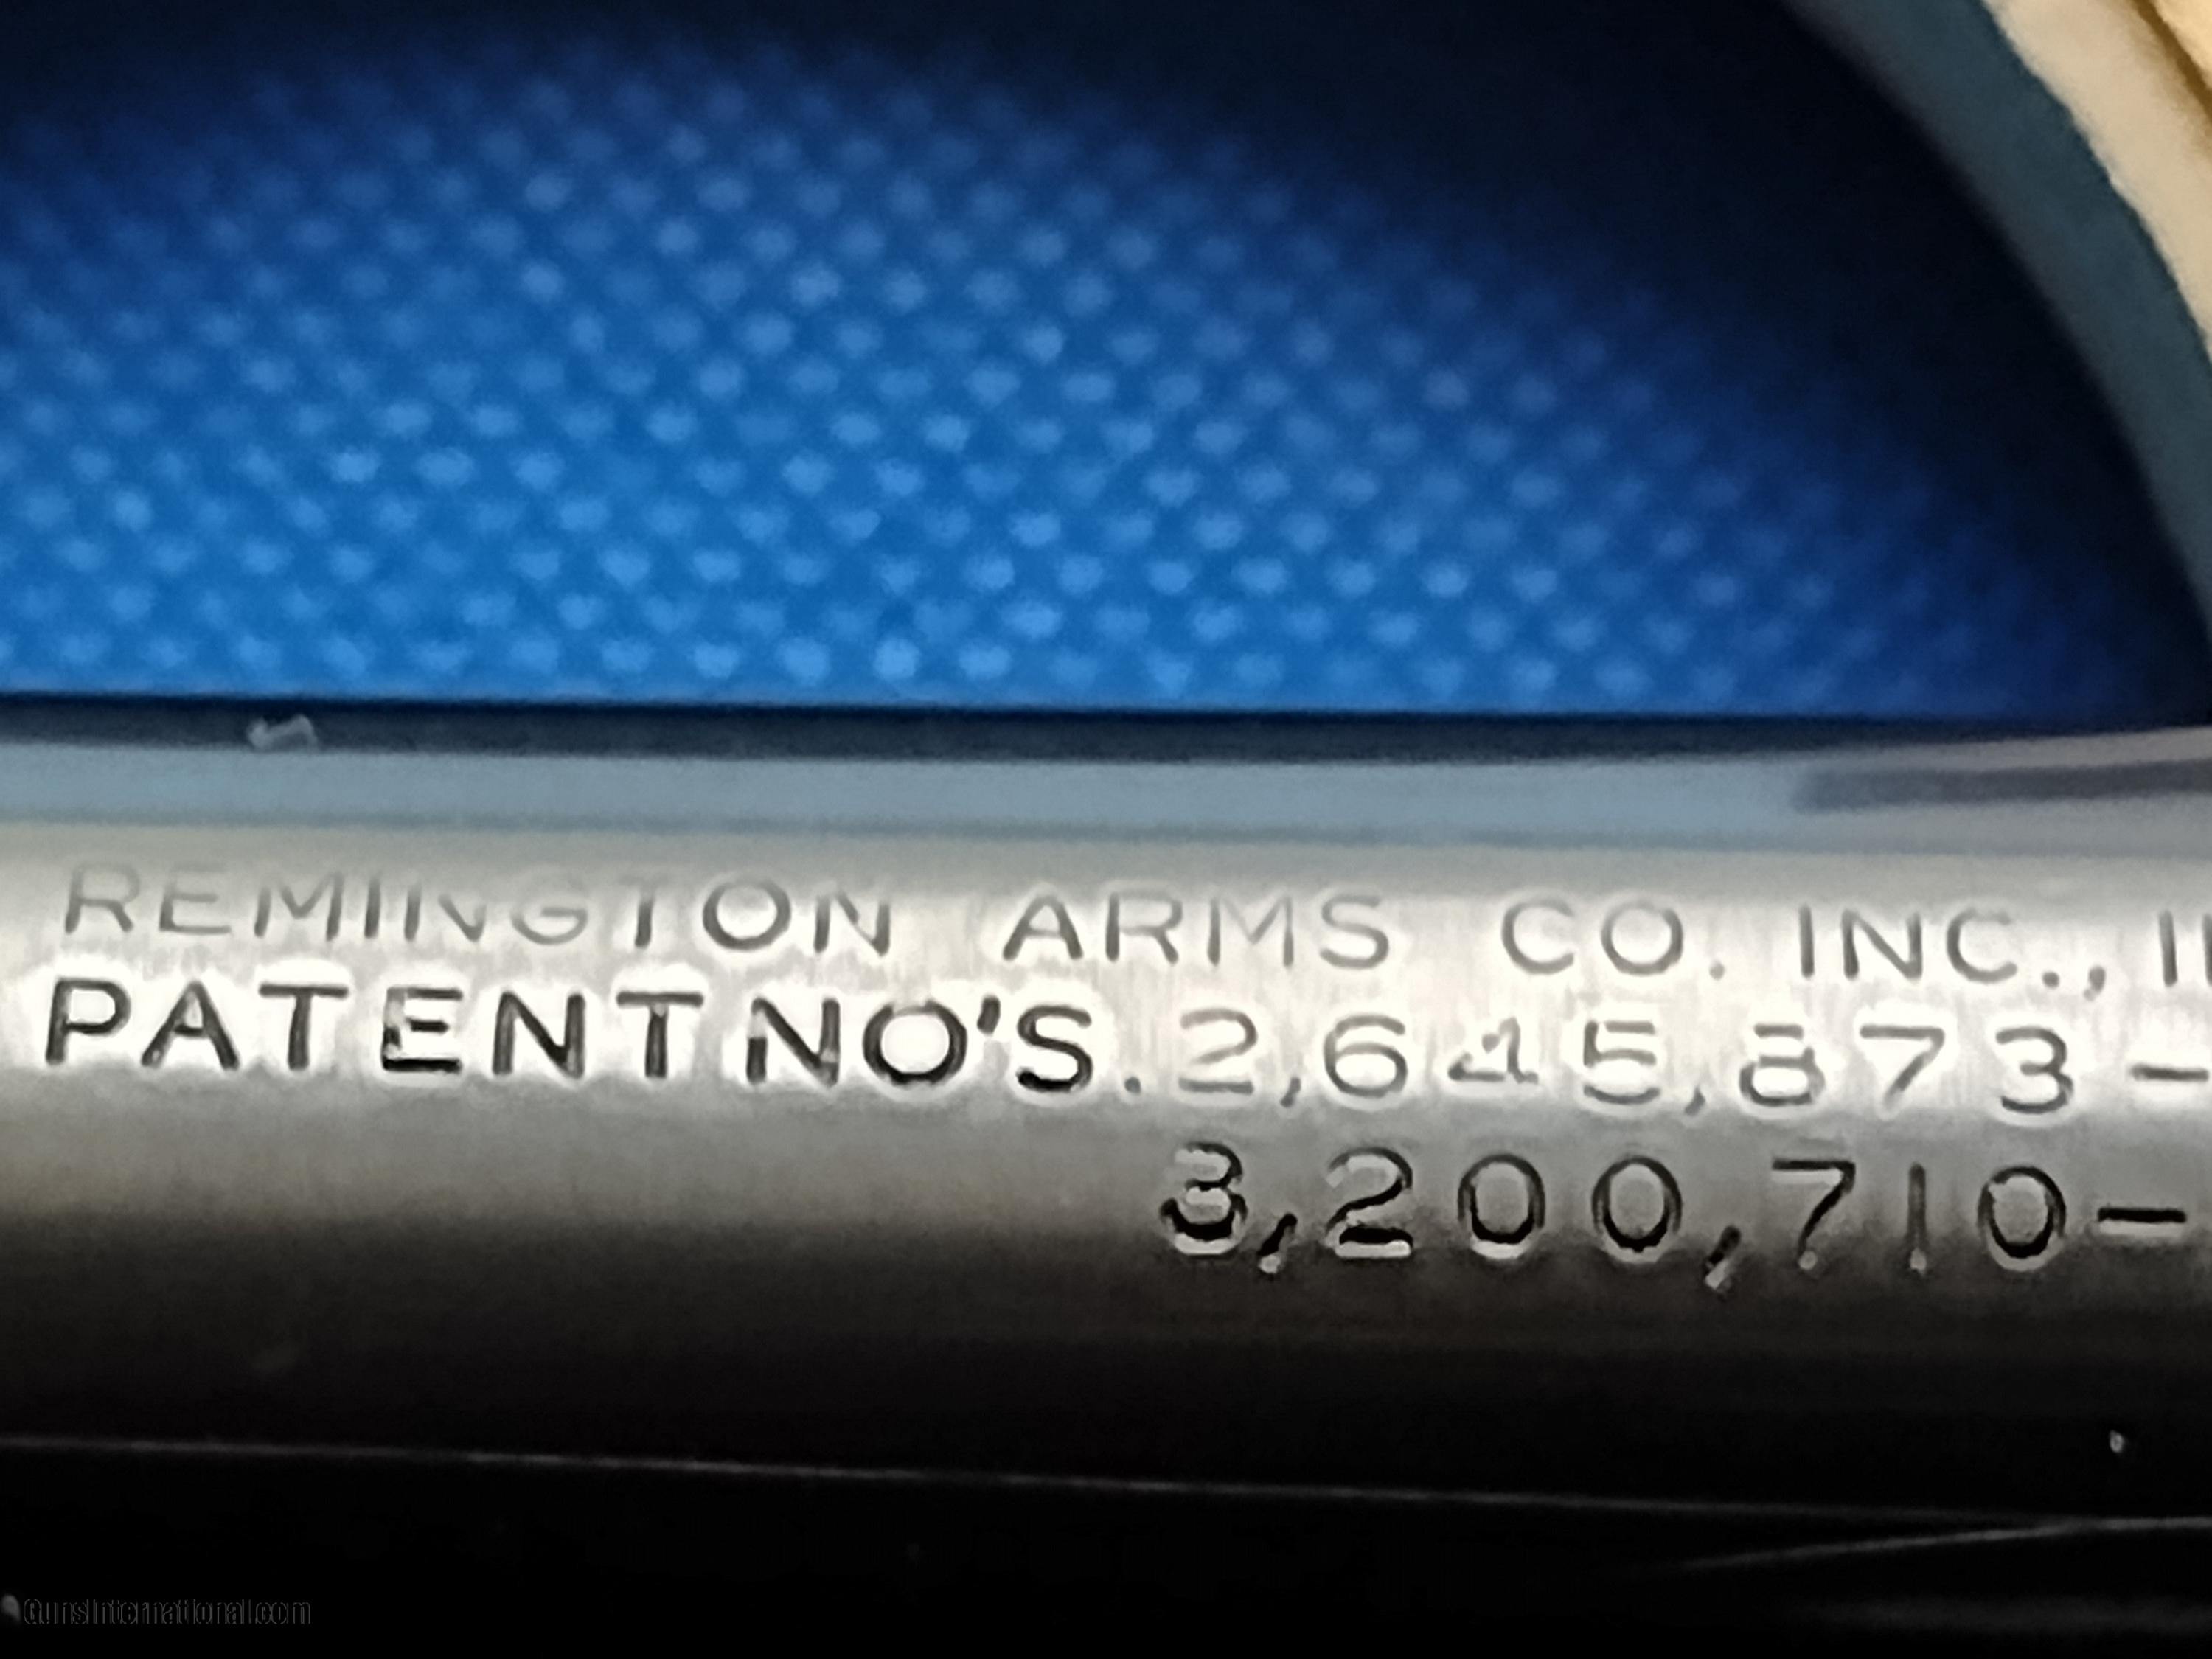 REMINGTON ARMS CO. INC.,
PATENT NO'S. 2,645,873-
3,200,710-
GunsInternational.com